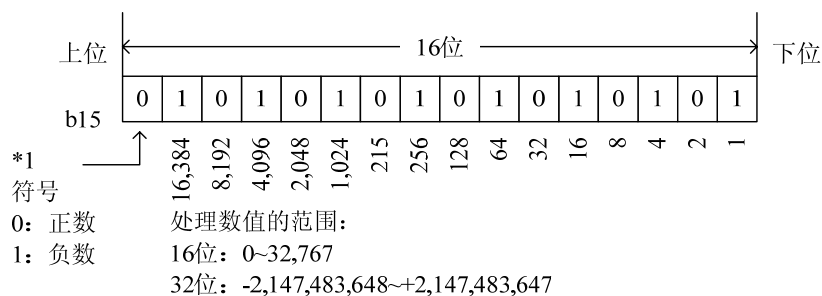 上位 16位 下位
0 1 0 1 0 1 0 1 0 1 0 1 0 1 0 1
b15
16,384 8,192 4,096 2,048 1,024 215 256 128 64 32 16 8 4 2 1
*1
符号
0：正数 处理数值的范围：
1：负数 16位：0~32,767
32位：-2,147,483,648~+2,147,483,647